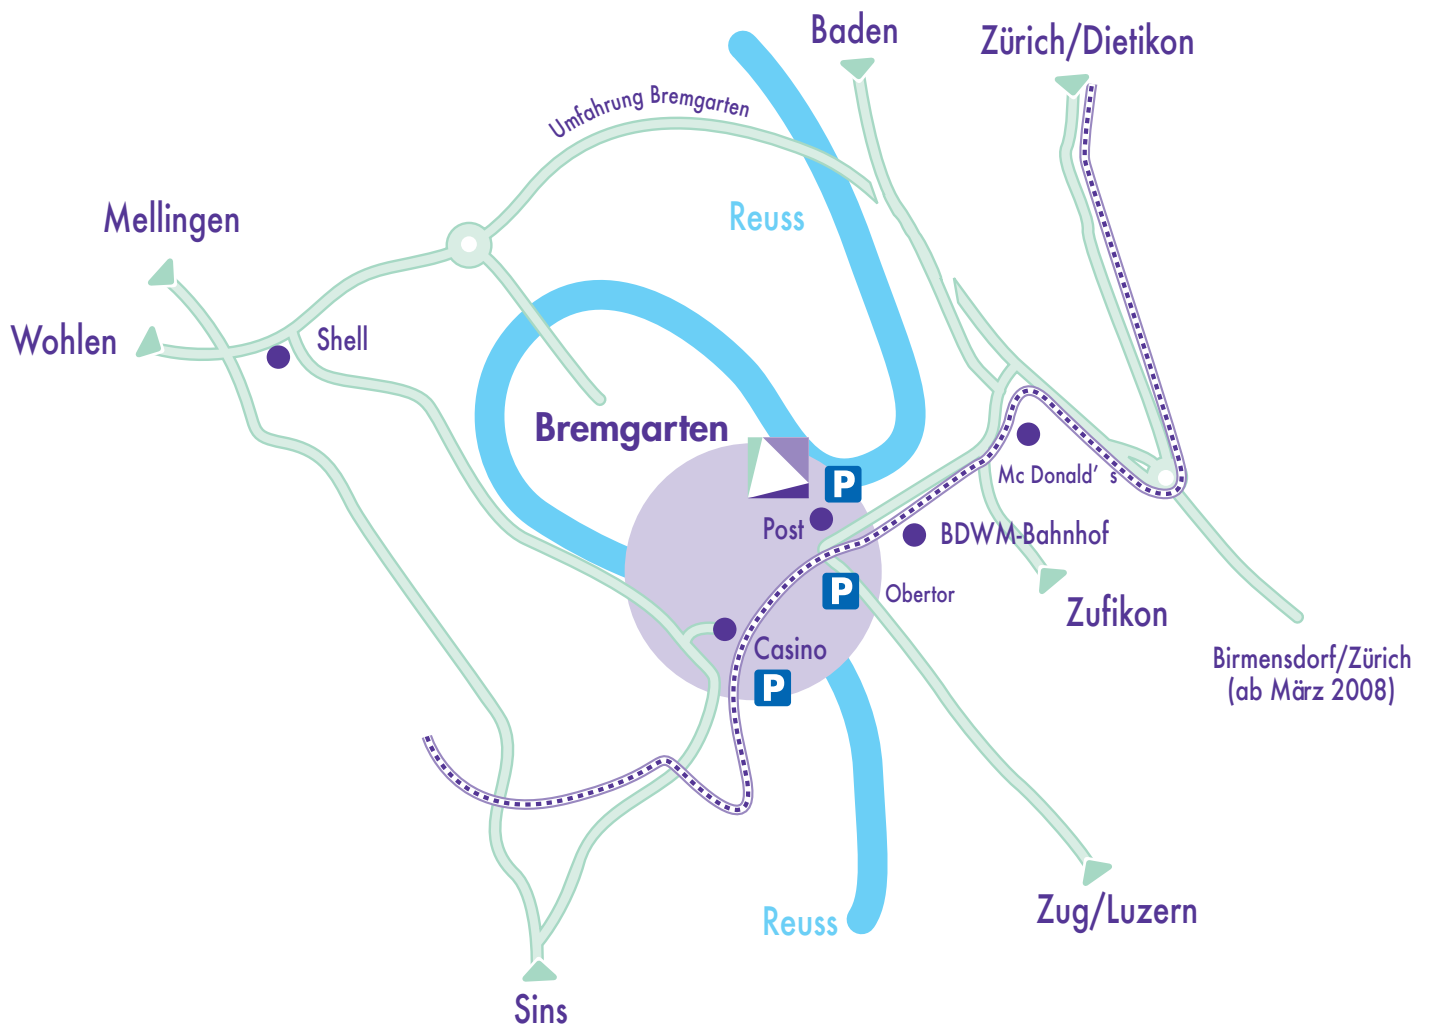 Baden
Zürich/Dietikon
Umfahrung Bremgarten
Mellingen
Reuss
Wohlen
Shell
Bremgarten
Mc Donald’ s
P
Post
BDWM-Bahnhof
P
Obertor
Zufikon
Casino
Birmensdorf/Zürich
(ab März 2008)
P
Zug/Luzern
Reuss
Sins